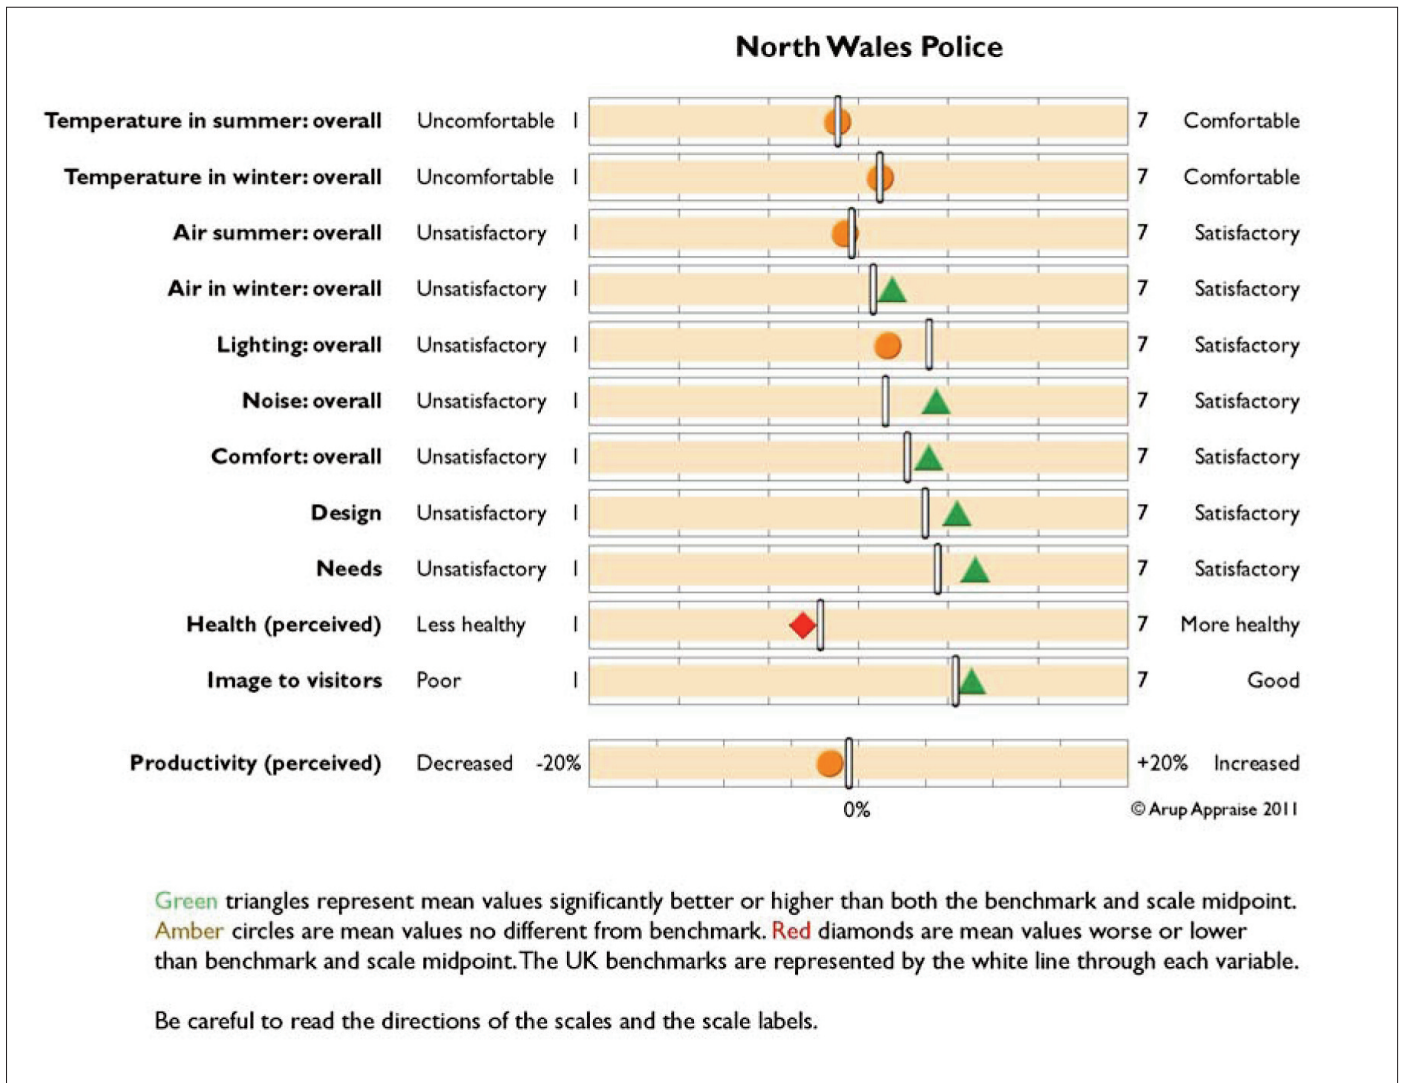 North Wales Police
Temperature in summer: overall Uncomfortable 1 7 Comfortable
Temperature in winter: overall Uncomfortable 1 7 Comfortable
Air summer: overall Unsatisfactory 1 7 Satisfactory
Air in winter: overall Unsatisfactory 1 7 Satisfactory
Lighting: overall Unsatisfactory 1 7 Satisfactory
Noise: overall Unsatisfactory 1 7 Satisfactory
Comfort: overall Unsatisfactory 1 7 Satisfactory
Design Unsatisfactory 1 7 Satisfactory
Needs Unsatisfactory 1 7 Satisfactory
Health (perceived) Less healthy 1 7 More healthy
Image to visitors Poor 1 7 Good
Productivity (perceived) Decreased -20% +20% Increased
0% © Arup Appraise 2011
Green triangles represent mean values significantly better or higher than both the benchmark and scale midpoint.
Amber circles are mean values no different from benchmark. Red diamonds are mean values worse or lower
than benchmark and scale midpoint. The UK benchmarks are represented by the white line through each variable.
Be careful to read the directions of the scales and the scale labels.